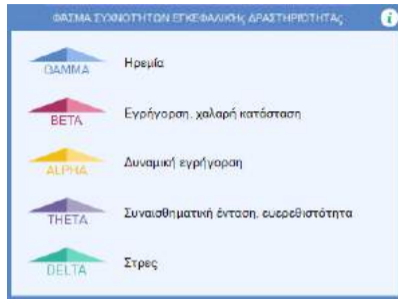 ΦΑΣΜΑ ΣΥΧΝΟΤΗΤΩΝ ΕΓΚΕΦΑΛΙΚΗς ΔΡΑΣΤΗΡΙΟΤΗΤΑς i
GAMMA Ηρεμία
BETA Εγρήγορση, χαλαρή κατάσταση
ALPHA Δυναμική εγρήγορση
THETA Συναισθηματική ένταση, ευερεθιστότητα
DELTA Στρες